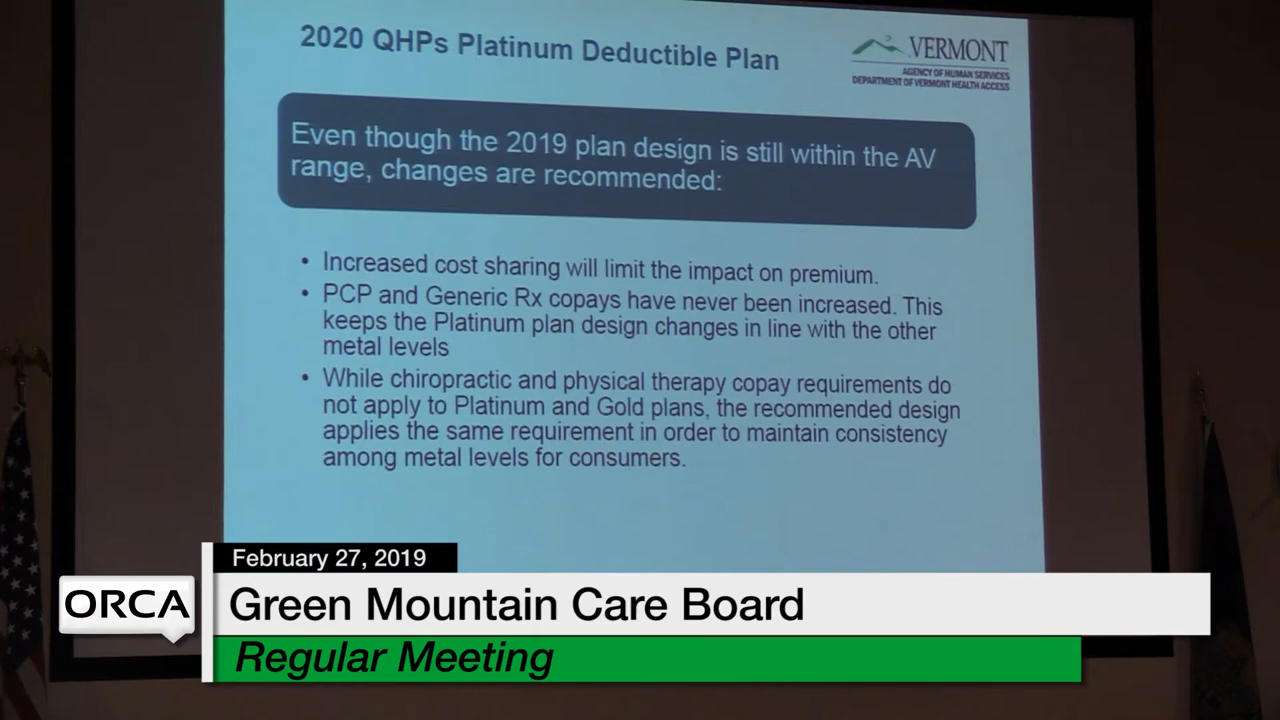 2020 QHPs Platinum Deductible Plan
VERMONT
AGENCY OF HUMAN SERVICES
DEPARTMENT OF VERMONT HEALTH ACCESS
Even though the 2019 plan design is still within the AV
range, changes are recommended:
• Increased cost sharing will limit the impact on premium.
• PCP and Generic Rx copays have never been increased. This
keeps the Platinum plan design changes in line with the other
metal levels
• While chiropractic and physical therapy copay requirements do
not apply to Platinum and Gold plans, the recommended design
applies the same requirement in order to maintain consistency
among metal levels for consumers.
February 27, 2019
ORCA
Green Mountain Care Board
Regular Meeting